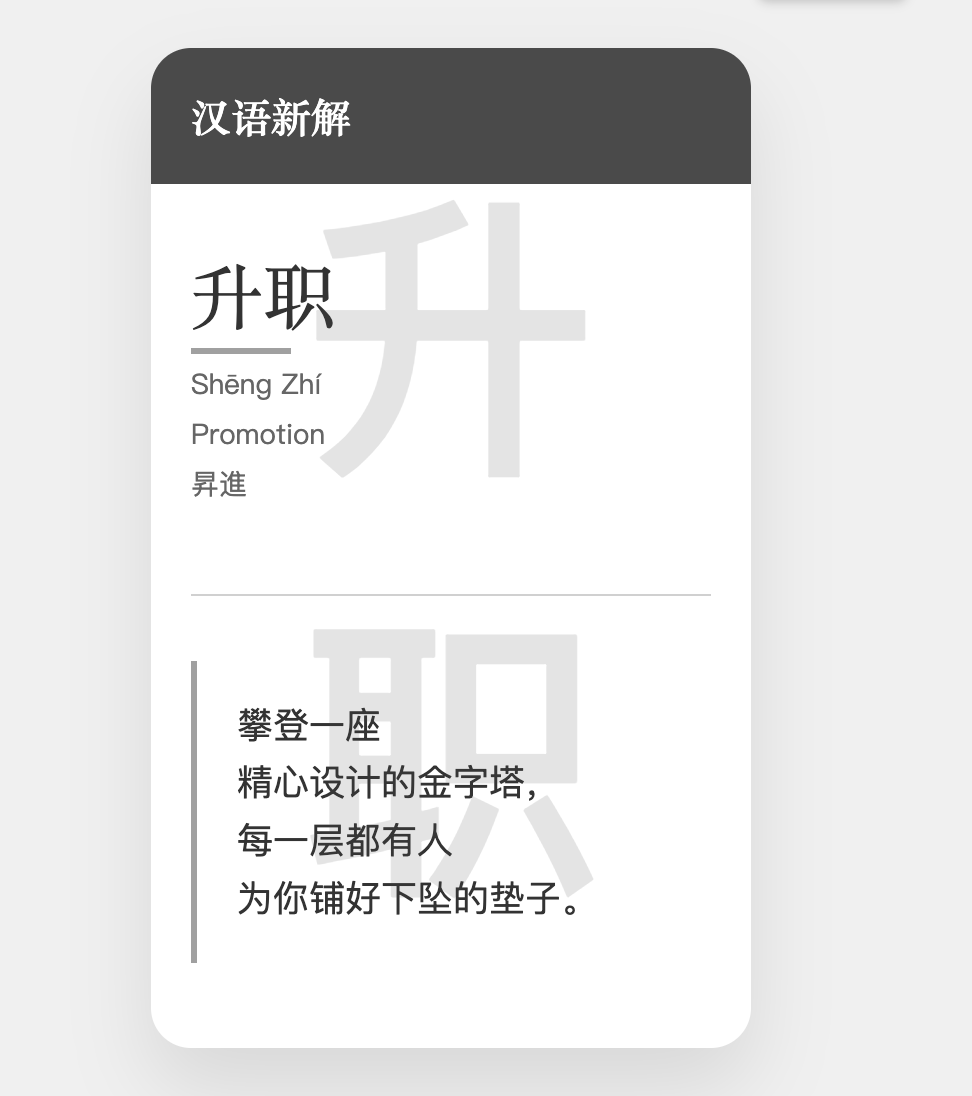 汉语新解
升职
Shēng Zhí
Promotion
昇進
升
职
攀登一座
精心设计的金字塔，
每一层都有人
为你铺好下坠的垫子。